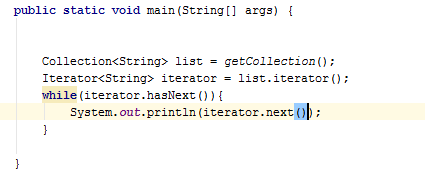 public static void main(String[] args) {
Collection<String> list = getCollection();
Iterator<String> iterator = list.iterator();
while(iterator.hasNext()){
System.out.println(iterator.next());
}
}